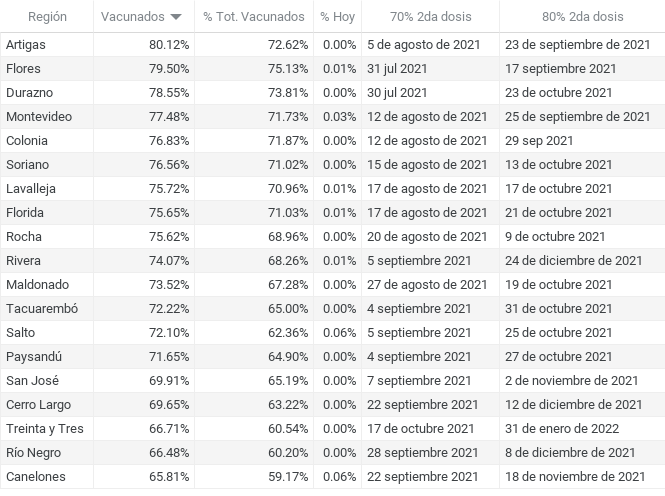 Región Vacunados % Tot. Vacunados % Hoy 70% 2da dosis 80% 2da dosis
Artigas 80.12% 72.62% 0.00% 5 de agosto de 2021 23 de septiembre de 2021
Flores 79.50% 75.13% 0.01% 31 jul 2021 17 septiembre 2021
Durazno 78.55% 73.81% 0.00% 30 jul 2021 23 de octubre 2021
Montevideo 77.48% 71.73% 0.03% 12 de agosto de 2021 25 de septiembre de 2021
Colonia 76.83% 71.87% 0.00% 12 de agosto de 2021 29 sep 2021
Soriano 76.56% 71.02% 0.00% 15 de agosto de 2021 13 de octubre 2021
Lavalleja 75.72% 70.96% 0.01% 17 de agosto de 2021 17 de octubre 2021
Florida 75.65% 71.03% 0.01% 17 de agosto de 2021 21 de octubre 2021
Rocha 75.62% 68.96% 0.00% 20 de agosto de 2021 9 de octubre 2021
Rivera 74.07% 68.26% 0.01% 5 septiembre 2021 24 de diciembre de 2021
Maldonado 73.52% 67.28% 0.00% 27 de agosto de 2021 19 de octubre 2021
Tacuarembó 72.22% 65.00% 0.00% 4 septiembre 2021 31 de octubre 2021
Salto 72.10% 62.36% 0.06% 5 septiembre 2021 25 de octubre 2021
Paysandú 71.65% 64.90% 0.00% 4 septiembre 2021 27 de octubre 2021
San José 69.91% 65.19% 0.00% 7 septiembre 2021 2 de noviembre de 2021
Cerro Largo 69.65% 63.22% 0.00% 22 septiembre 2021 12 de diciembre de 2021
Treinta y Tres 66.71% 60.54% 0.00% 17 de octubre 2021 31 de enero de 2022
Río Negro 66.48% 60.20% 0.00% 28 septiembre 2021 8 de diciembre de 2021
Canelones 65.81% 59.17% 0.06% 22 septiembre 2021 18 de noviembre de 2021